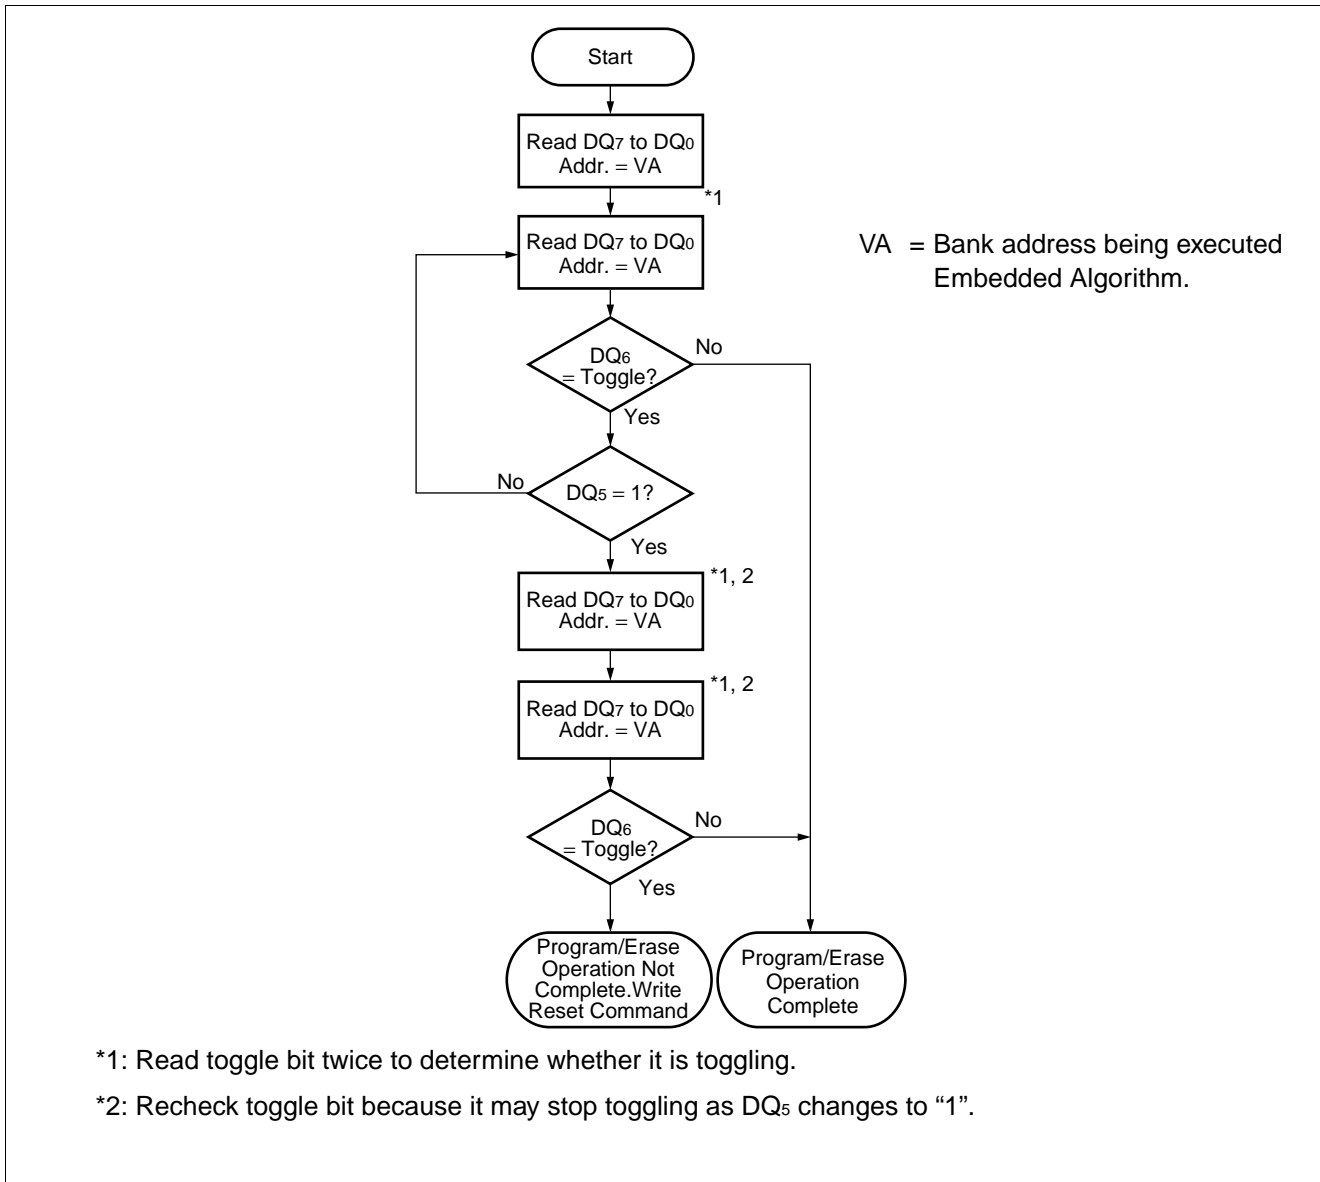 Start
Read DQ7 to DQ0
Addr. = VA
*1
Read DQ7 to DQ0
Addr. = VA
VA = Bank address being executed
Embedded Algorithm.
DQ6
= Toggle?
No
Yes
DQ5 = 1?
No
Yes
*1, 2
Read DQ7 to DQ0
Addr. = VA
*1, 2
Read DQ7 to DQ0
Addr. = VA
DQ6
= Toggle?
No
Yes
Program/Erase
Operation Not
Complete.Write
Reset Command
Program/Erase
Operation
Complete
*1: Read toggle bit twice to determine whether it is toggling.
*2: Recheck toggle bit because it may stop toggling as DQ5 changes to “1”.